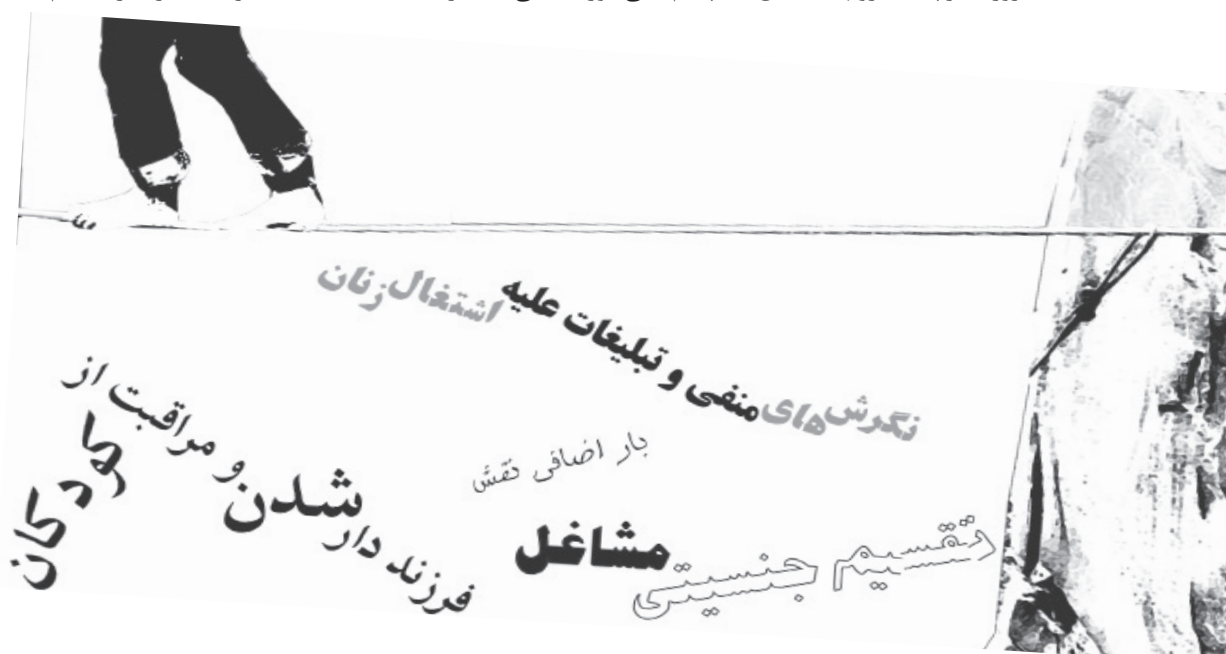 نگرش‌های منفی و تبلیغات علیه اشتغال زنان
بار اضافی نقش
تقسیم جنسیتی مشاغل
فرزند دار شدن و مراقبت از کودکان